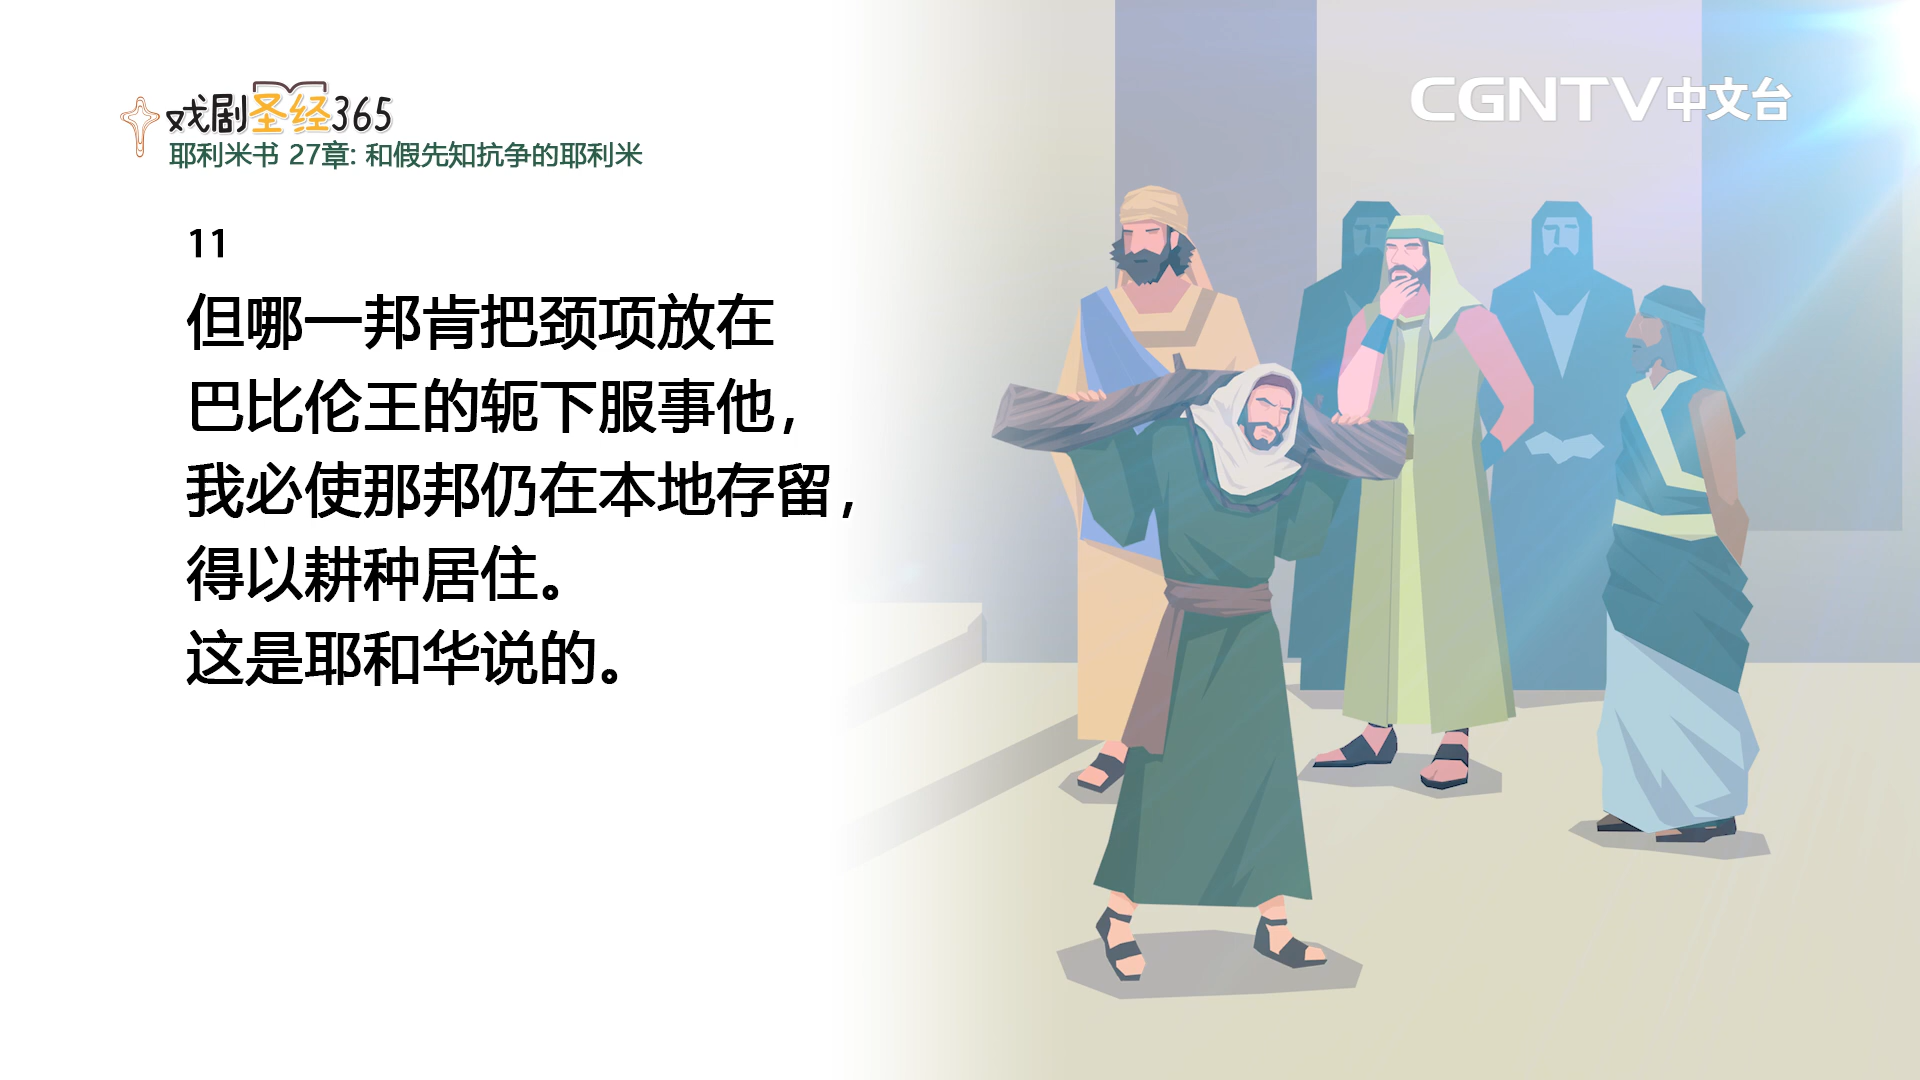 戏剧圣经365
耶利米书 27章: 和假先知抗争的耶利米
CGNTV中文台
11
但哪一邦肯把颈项放在
巴比伦王的轭下服事他，
我必使那邦仍在本地存留，
得以耕种居住。
这是耶和华说的。